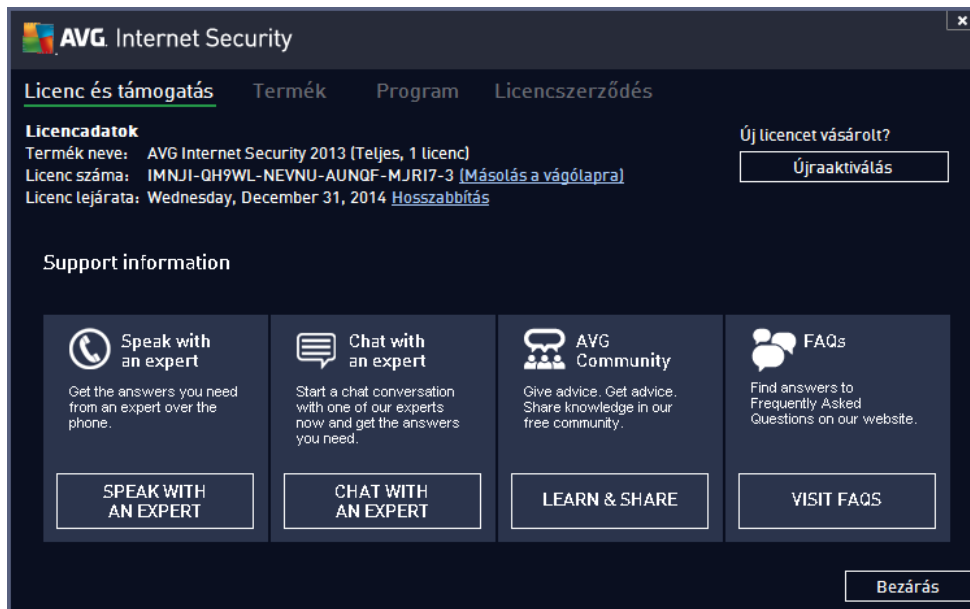 AVG. Internet Security
Licenc és támogatás Termék Program Licencszerződés
Licencadatok
Termék neve: AVG Internet Security 2013 (Teljes, 1 licenc)
Licenc száma: IMNJI-QH9WL-NEVNU-AUNQF-MJRI7-3 (Másolás a vágólapra)
Licenc lejárata: Wednesday, December 31, 2014 Hosszabbítás
Új licencet vásárolt?
Újraaktiválás
Support information
Speak with
an expert
Get the answers you need
from an expert over the
phone.
SPEAK WITH
AN EXPERT
Chat with
an expert
Start a chat conversation
with one of our experts
now and get the answers
you need.
CHAT WITH
AN EXPERT
AVG
Community
Give advice. Get advice.
Share knowledge in our
free community.
LEARN & SHARE
FAQs
Find answers to
Frequently Asked
Questions on our website.
VISIT FAQS
Bezárás